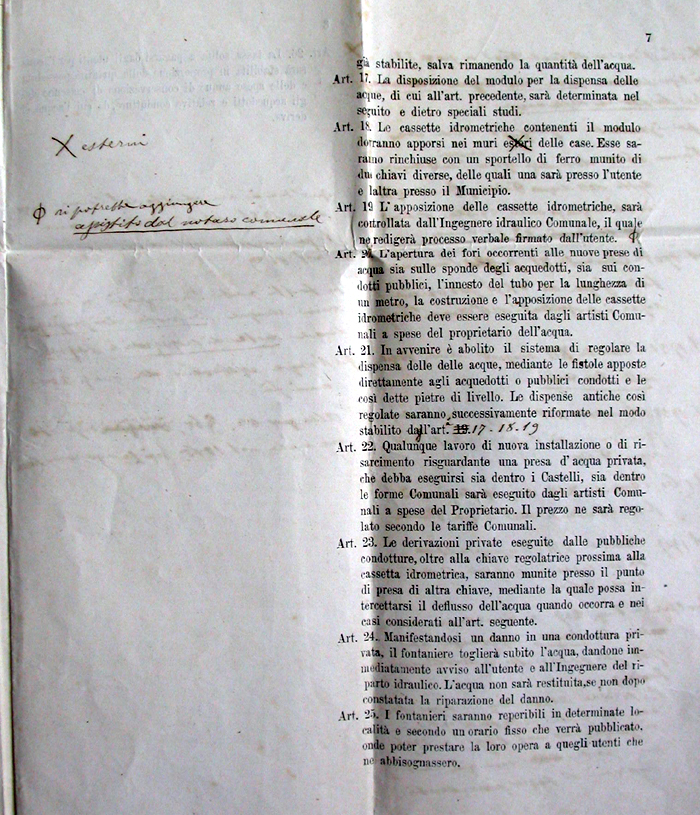 7
già stabilite, salva rimanendo la quantità dell'acqua.
Art. 17. La disposizione del modulo per la dispensa delle
acque, di cui all'art. precedente, sarà determinata nel
seguito e dietro speciali studi.
Art. 18. Le cassette idrometriche contenenti il modulo
dovranno apporsi nei muri esteri delle case. Esse sa-
ranno rinchiuse con un sportello di ferro munito di
due chiavi diverse, delle quali una sarà presso l'utente
e laltra presso il Municipio.
Art. 19 L'apposizione delle cassette idrometriche, sarà
controllata dall'Ingegnere idraulico Comunale, il quale
ne redigerà processo verbale firmato dall'utente. ϕ
Art. 20. L'apertura dei fori occorrenti alle nuove prese di
acqua sia sulle sponde degli acquedotti, sia sui con-
dotti pubblici, l'innesto del tubo per la lunghezza di
un metro, la costruzione e l'apposizione delle cassette
idrometriche deve essere eseguita dagli artisti Comu-
nali a spese del proprietario dell'acqua.
Art. 21. In avvenire è abolito il sistema di regolare la
dispensa delle delle acque, mediante le fistole apposte
direttamente agli acquedotti o pubblici condotti e le
così dette pietre di livello. Le dispense antiche così
regolate saranno successivamente riformate nel modo
stabilito dall'art. 19. 17 - 18. 19
Art. 22. Qualunque lavoro di nuova installazione o di ri-
sarcimento risguardante una presa d'acqua privata,
che debba eseguirsi sia dentro i Castelli, sia dentro
le forme Comunali sarà eseguito dagli artisti Comu-
nali a spese del Proprietario. Il prezzo ne sarà rego-
lato secondo le tariffe Comunali.
Art. 23. Le derivazioni private eseguite dalle pubbliche
condotture, oltre alla chiave regolatrice prossima alla
cassetta idrometrica, saranno munite presso il punto
di presa di altra chiave, mediante la quale possa in-
tercettarsi il deflusso dell'acqua quando occorra e nei
casi considerati all'art. seguente.
Art. 24. Manifestandosi un danno in una condottura pri-
vata, il fontaniere toglierà subito l'acqua, dandone im-
mediatamente avviso all'utente e all'Ingegnere del ri-
parto idraulico. L'acqua non sarà restituita, se non dopo
constatata la riparazione del danno.
Art. 25. I fontanieri saranno reperibili in determinate lo-
calità e secondo un orario fisso che verrà pubblicato,
onde poter prestare la loro opera a quegli utenti che
ne abbisognassero.
X esterni
ϕ si potrebbe aggiungere
dal notaro comunale